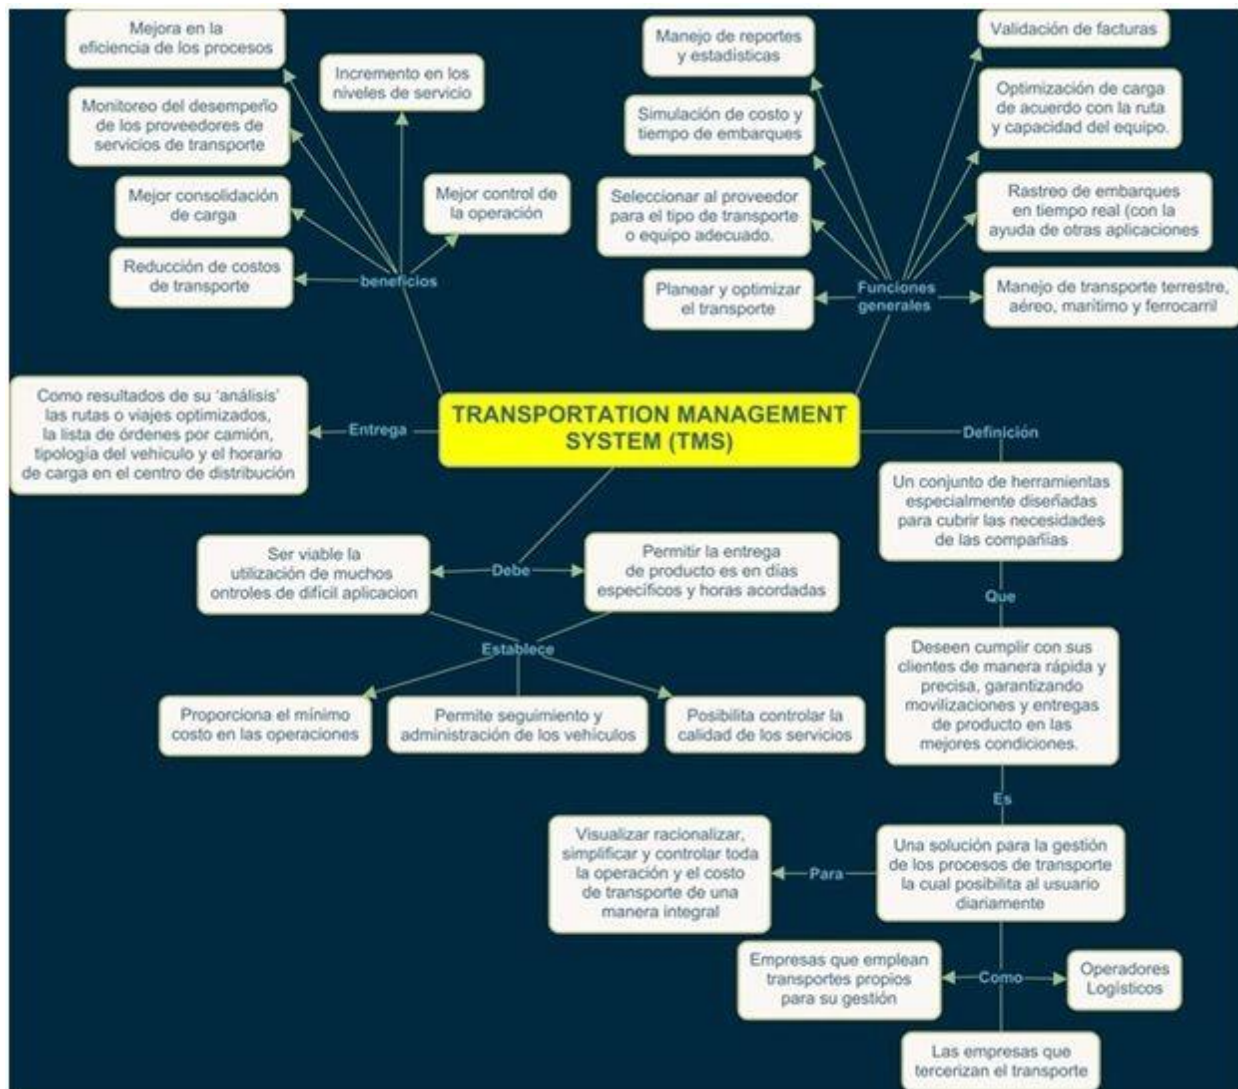 Mejora en la
eficiencia de los procesos
Incremento en los
niveles de servicio
Monitoreo del desempeño
de los proveedores de
servicios de transporte
Mejor consolidación
de carga
Mejor control de
la operación
Reducción de costos
de transporte
beneficios
Manejo de reportes
y estadísticas
Validación de facturas
Simulación de costo y
tiempo de embarques
Optimización de carga
de acuerdo con la ruta
y capacidad del equipo.
Seleccionar al proveedor
para el tipo de transporte
o equipo adecuado.
Rastreo de embarques
en tiempo real (con la
ayuda de otras aplicaciones
Planear y optimizar
el transporte
Funciones
generales
Manejo de transporte terrestre,
aéreo, marítimo y ferrocarril
Como resultados de su ‘análisis’
las rutas o viajes optimizados,
la lista de órdenes por camión,
tipología del vehículo y el horario
de carga en el centro de distribución
Entrega
TRANSPORTATION MANAGEMENT
SYSTEM (TMS)
Definición
Un conjunto de herramientas
especialmente diseñadas
para cubrir las necesidades
de las compañias
Ser viable la
utilización de muchos
ontroles de difícil aplicacion
Debe
Permitir la entrega
de producto es en días
específicos y horas acordadas
Que
Establece
Deseen cumplir con sus
clientes de manera rápida y
precisa, garantizando
movilizaciones y entregas
de producto en las
mejores condiciones.
Proporciona el mínimo
costo en las operaciones
Permite seguimiento y
administración de los vehículos
Posibilita controlar la
calidad de los servicios
Es
Visualizar racionalizar,
simplificar y controlar toda
la operación y el costo
de transporte de una
manera integral
Para
Una solución para la gestión
de los procesos de transporte
la cual posibilita al usuario
diariamente
Empresas que emplean
transportes propios
para su gestión
Como
Operadores
Logísticos
Las empresas que
tercerizan el transporte